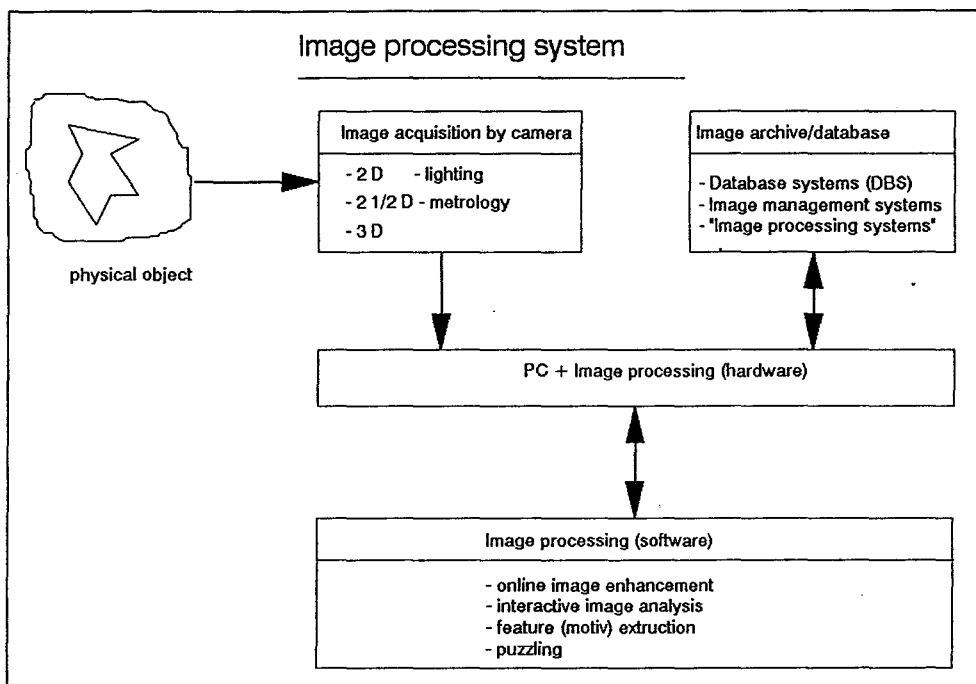 Image processing system
physical object
Image acquisition by camera
- 2 D - lighting
- 2 1/2 D - metrology
- 3 D
Image archive/database
- Database systems (DBS)
- Image management systems
- "Image processing systems"
PC + Image processing (hardware)
Image processing (software)
- online image enhancement
- interactive image analysis
- feature (motiv) extruction
- puzzling